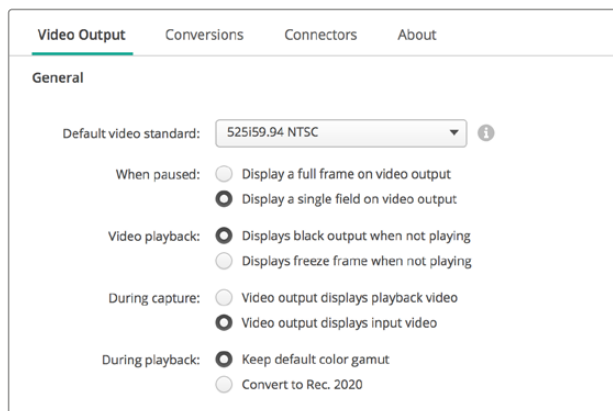 Video Output Conversions Connectors About
General
Default video standard: 525i59.94 NTSC
When paused: Display a full frame on video output
Display a single field on video output
Video playback: Displays black output when not playing
Displays freeze frame when not playing
During capture: Video output displays playback video
Video output displays input video
During playback: Keep default color gamut
Convert to Rec. 2020